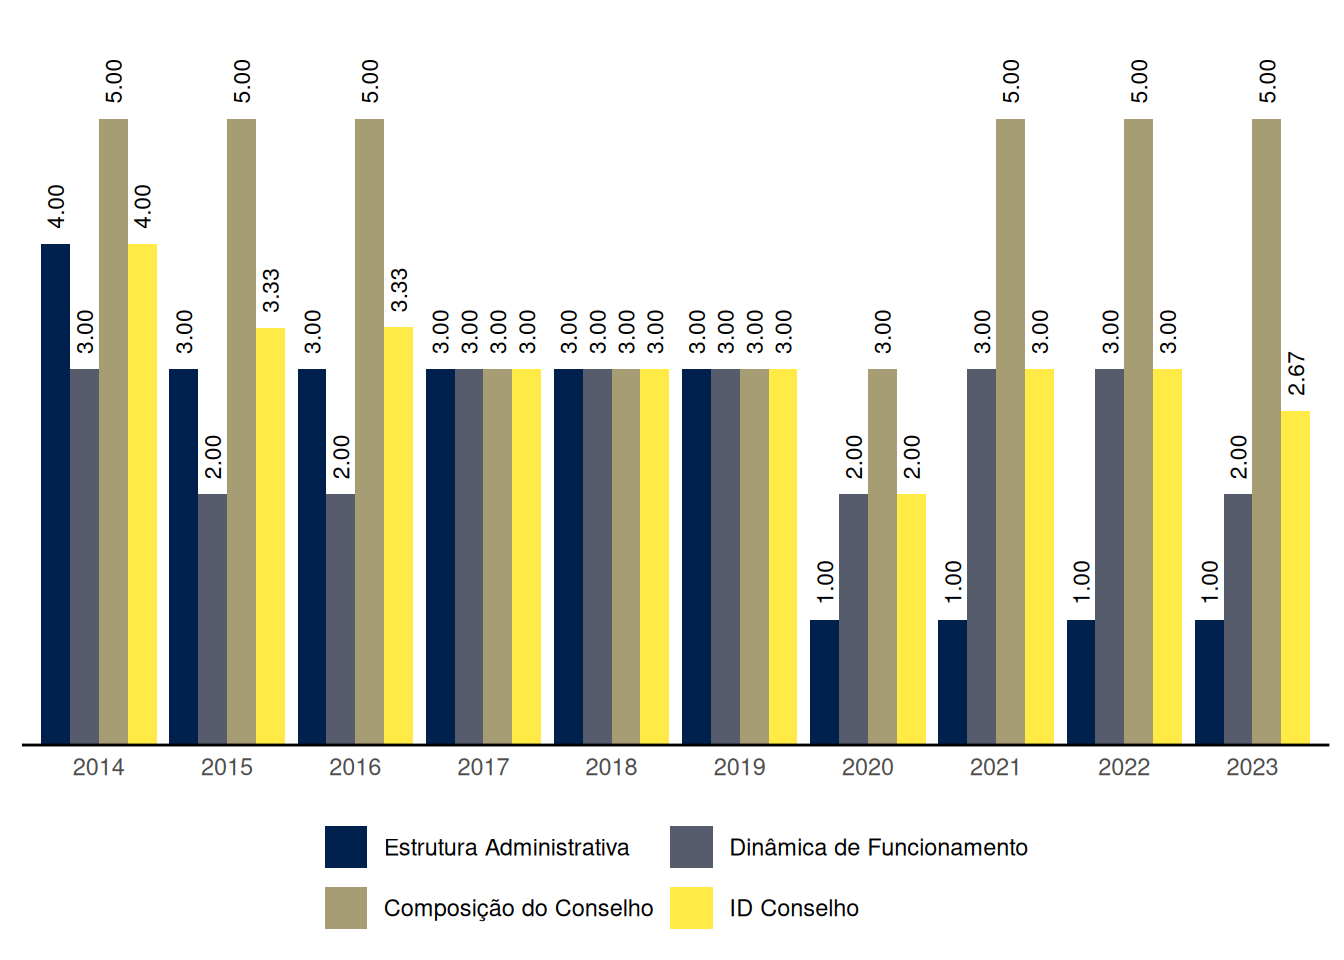 4.00 3.00 5.00 4.00
3.00 2.00 5.00 3.33
3.00 2.00 5.00 3.33
3.00 3.00 3.00 3.00
3.00 3.00 3.00 3.00
3.00 3.00 3.00 3.00
1.00 2.00 3.00 2.00
1.00 3.00 5.00 3.00
1.00 3.00 5.00 3.00
1.00 2.00 5.00 2.67
2014 2015 2016 2017 2018 2019 2020 2021 2022 2023
Estrutura Administrativa Dinâmica de Funcionamento
Composição do Conselho ID Conselho